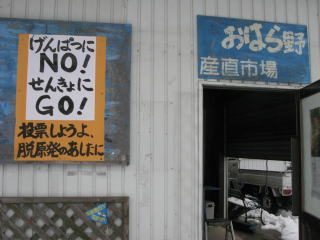 げんぱつに
NO!
せんきょに
GO!
投票しようよ、
脱原発のあしたに
おばら野
産直市場